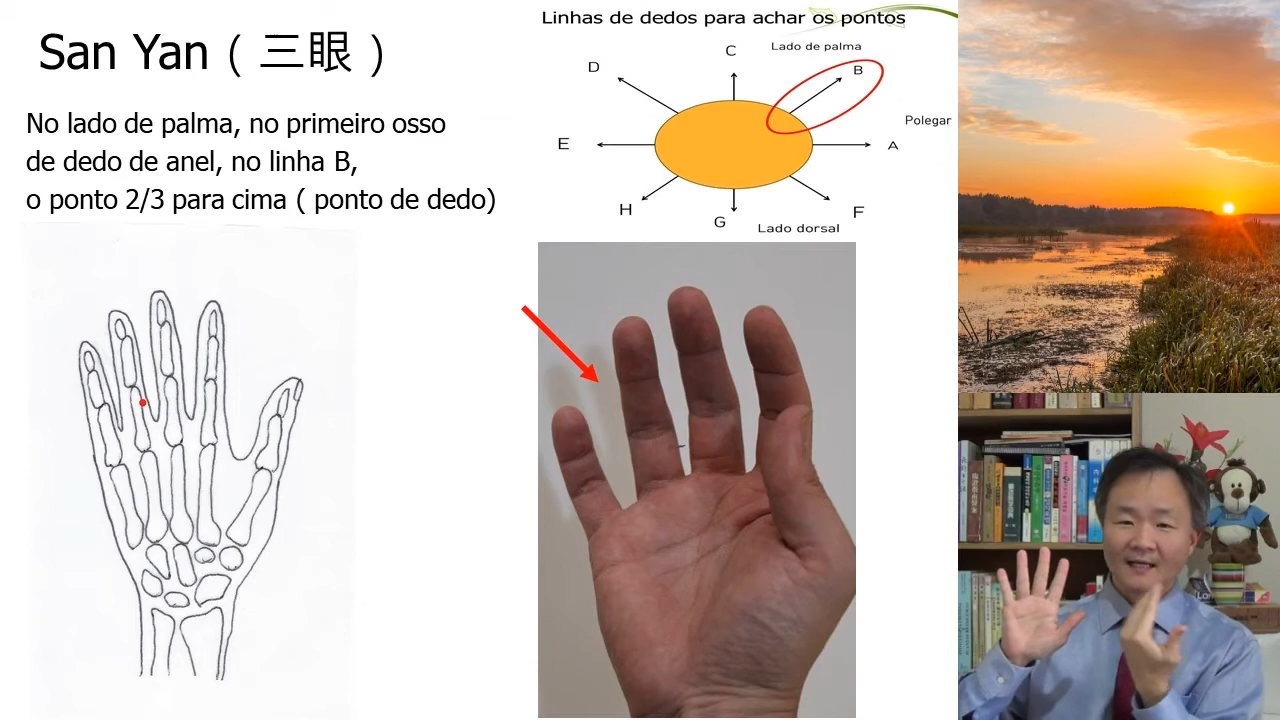 San Yan ( 三眼 )
No lado de palma, no primeiro osso
de dedo de anel, no linha B,
o ponto 2/3 para cima ( ponto de dedo)
Linhas de dedos para achar os pontos
C
Lado de palma
D
B
Polegar
E
A
H
G
F
Lado dorsal